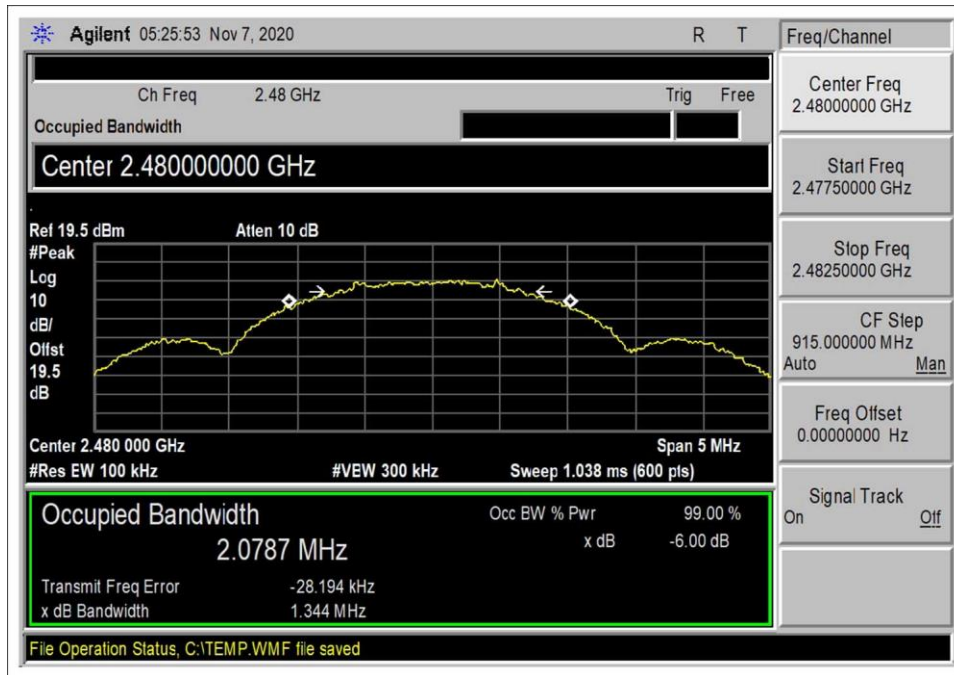 Agilent 05:25:53 Nov 7, 2020 R T
Freq/Channel
Ch Freq 2.48 GHz Trig Free
Occupied Bandwidth
Center 2.480000000 GHz
Center Freq
2.48000000 GHz
Start Freq
2.47750000 GHz
Stop Freq
2.48250000 GHz
CF Step
915.000000 MHz
Auto Man
Freq Offset
0.00000000 Hz
Signal Track
On Off
Ref 19.5 dBm Atten 10 dB
#Peak
Log
10
dB/
Offst
19.5
dB
Center 2.480 000 GHz Span 5 MHz
#Res EW 100 kHz #VEW 300 kHz Sweep 1.038 ms (600 pts)
Occupied Bandwidth Occ BW % Pwr 99.00 %
2.0787 MHz x dB -6.00 dB
Transmit Freq Error -28.194 kHz
x dB Bandwidth 1.344 MHz
File Operation Status, C:\TEMP.WMF file saved